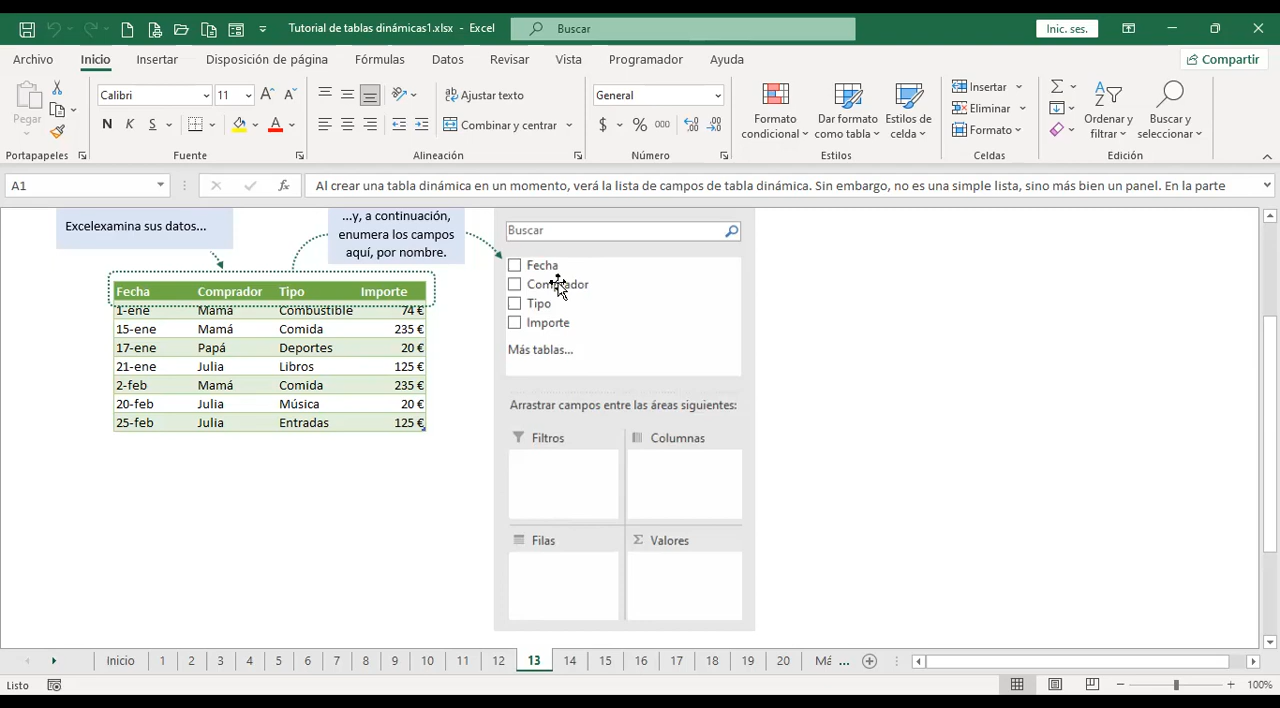 Tutorial de tablas dinámicas1.xlsx - Excel
Buscar
Inic. ses.
Archivo Inicio Insertar Disposición de página Fórmulas Datos Revisar Vista Programador Ayuda
Compartir
Pegar
Portapapeles
Calibri 11
N K S
Fuente
Ajustar texto
Combinar y centrar
Alineación
General
$ % 000
Número
Formato condicional
Dar formato como tabla
Estilos de celda
Estilos
Insertar
Eliminar
Formato
Celdas
Ordenar y filtrar
Buscar y seleccionar
Edición
A1
fx
Al crear una tabla dinámica en un momento, verá la lista de campos de tabla dinámica. Sin embargo, no es una simple lista, sino más bien un panel. En la parte
Excelexamina sus datos...
...y, a continuación,
enumera los campos
aquí, por nombre.
Fecha Comprador Tipo Importe
1-ene Mamá Combustible 74 €
15-ene Mamá Comida 235 €
17-ene Papá Deportes 20 €
21-ene Julia Libros 125 €
2-feb Mamá Comida 235 €
20-feb Julia Música 20 €
25-feb Julia Entradas 125 €
Buscar
Fecha
Comprador
Tipo
Importe
Más tablas...
Arrastrar campos entre las áreas siguientes:
Filtros
Columnas
Filas
Valores
Inicio 1 2 3 4 5 6 7 8 9 10 11 12 13 14 15 16 17 18 19 20 Má ...
Listo
100%